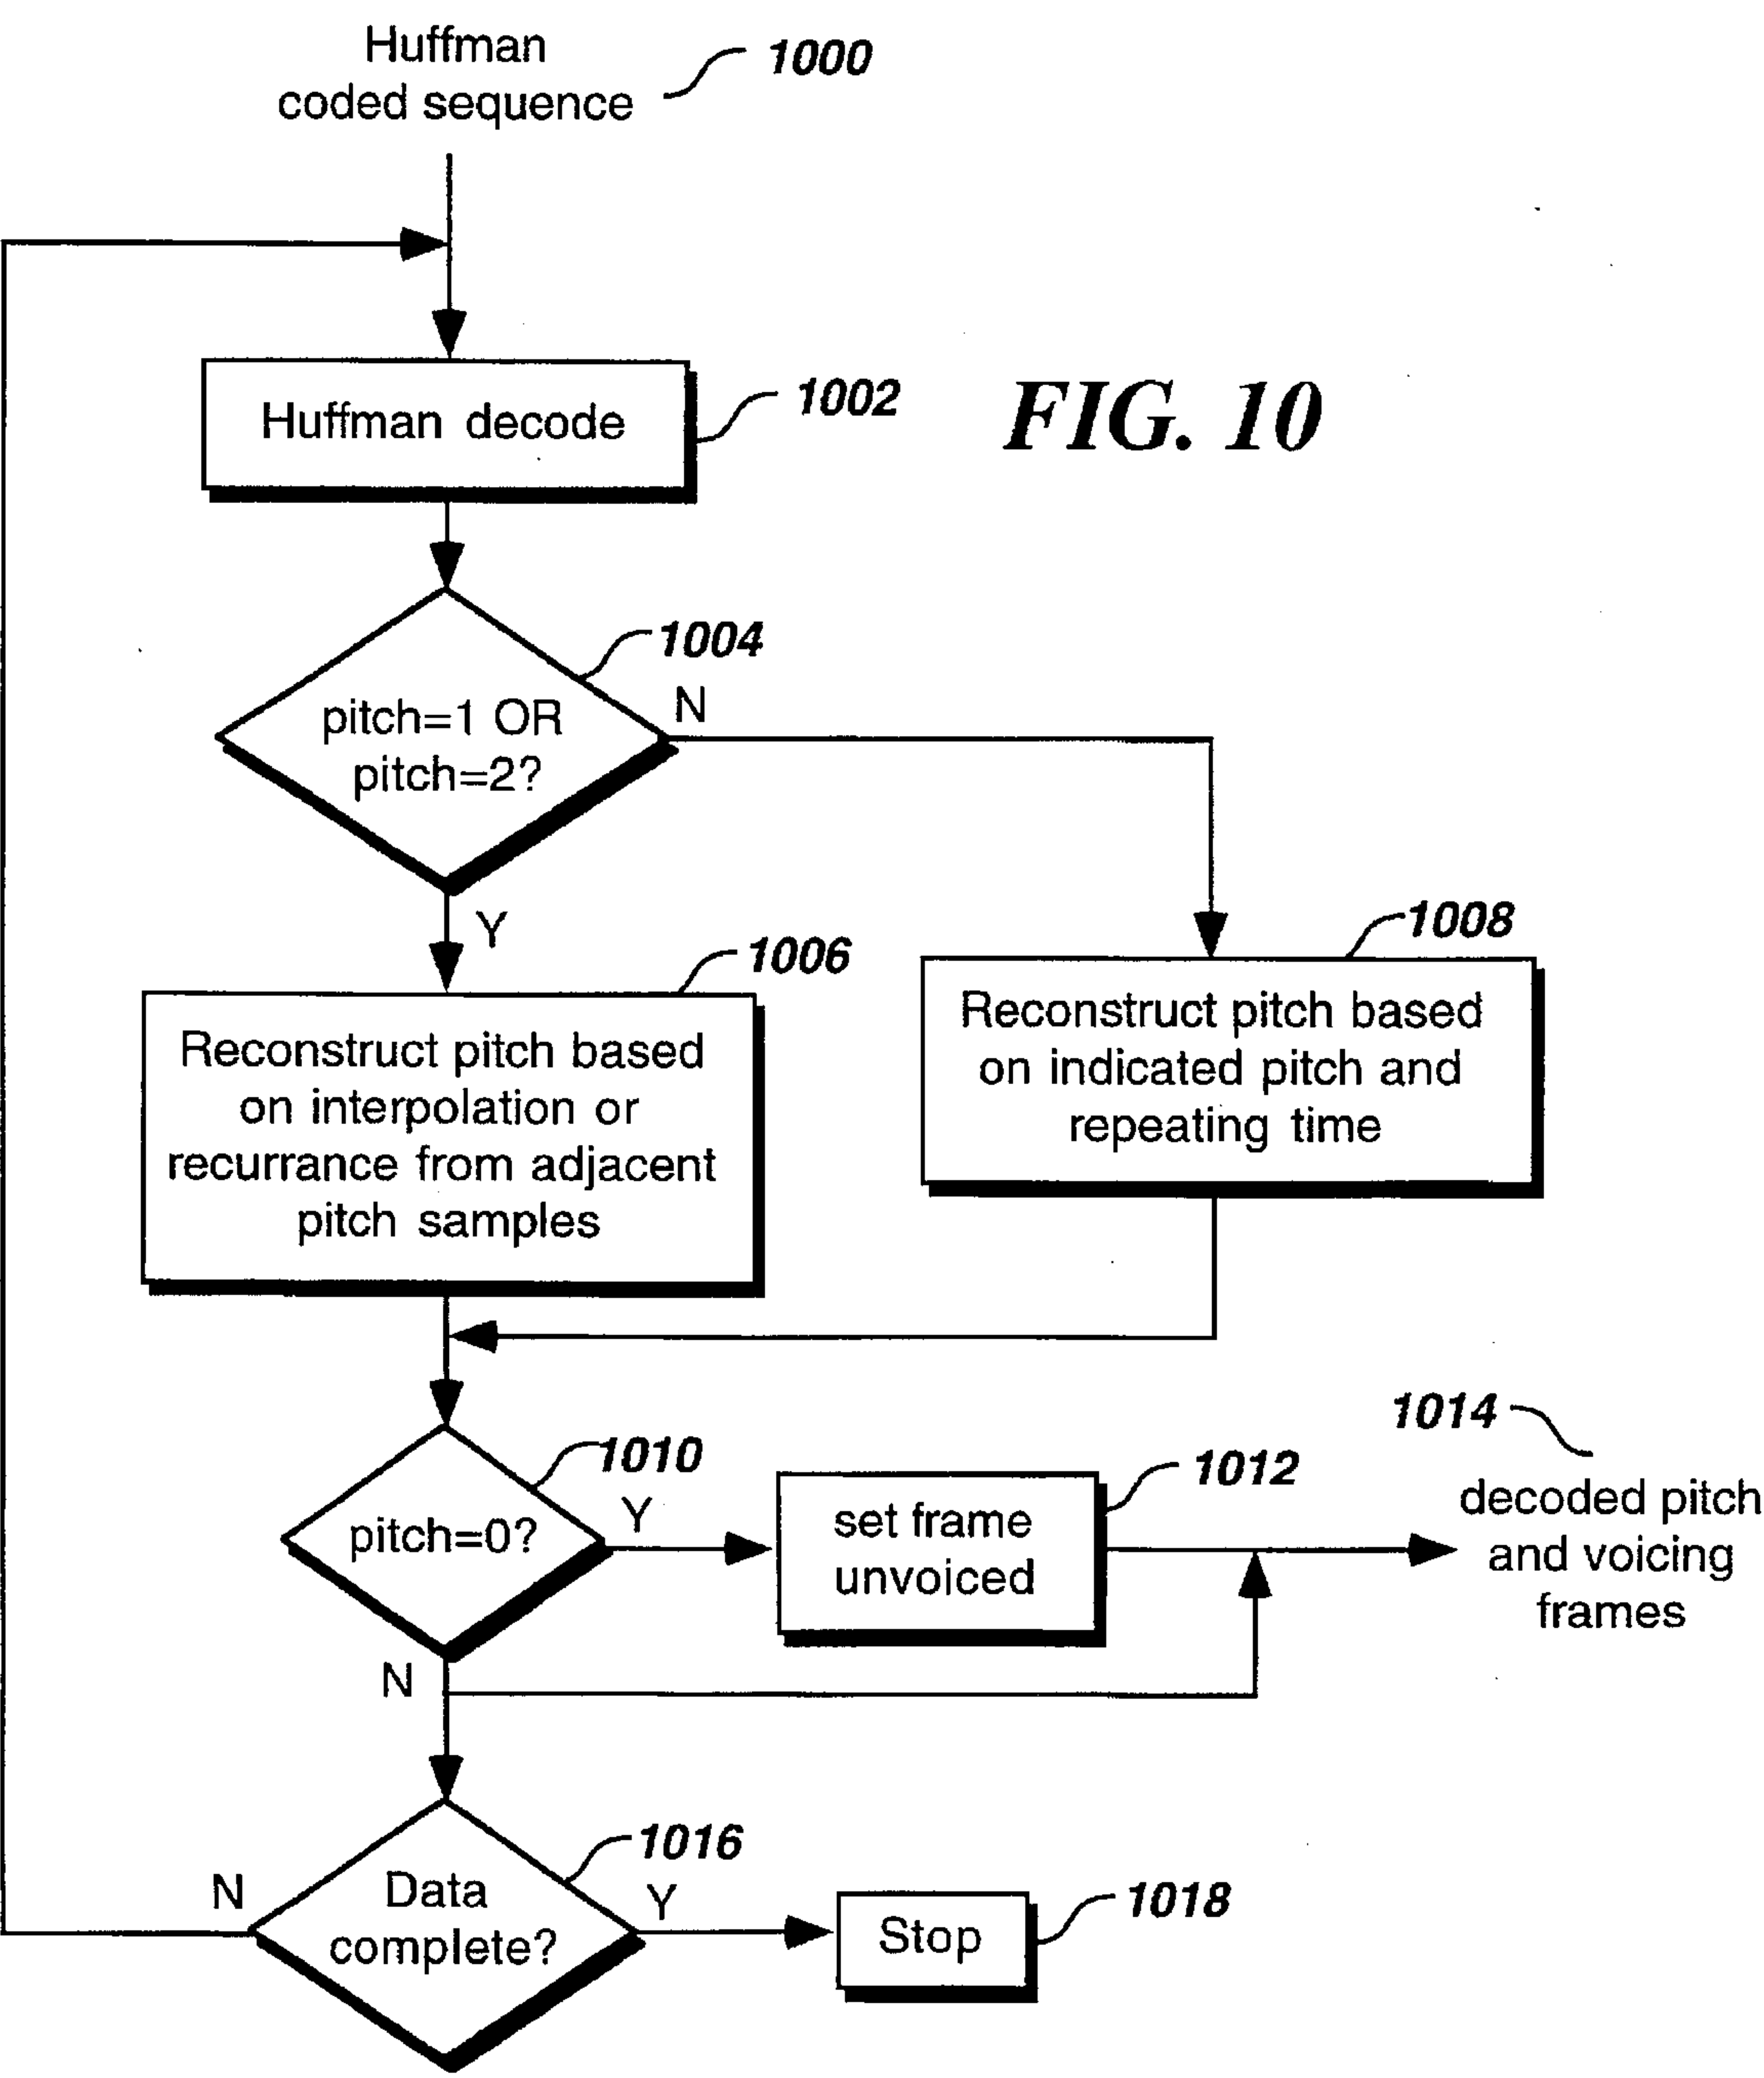 Huffman
coded sequence
1000
Huffman decode
1002
FIG. 10
1004
pitch=1 OR
pitch=2?
N
Y
1006
Reconstruct pitch based
on interpolation or
recurrance from adjacent
pitch samples
1008
Reconstruct pitch based
on indicated pitch and
repeating time
1010
pitch=0?
Y
N
1012
set frame
unvoiced
1014
decoded pitch
and voicing
frames
1016
Data
complete?
N
Y
Stop
1018